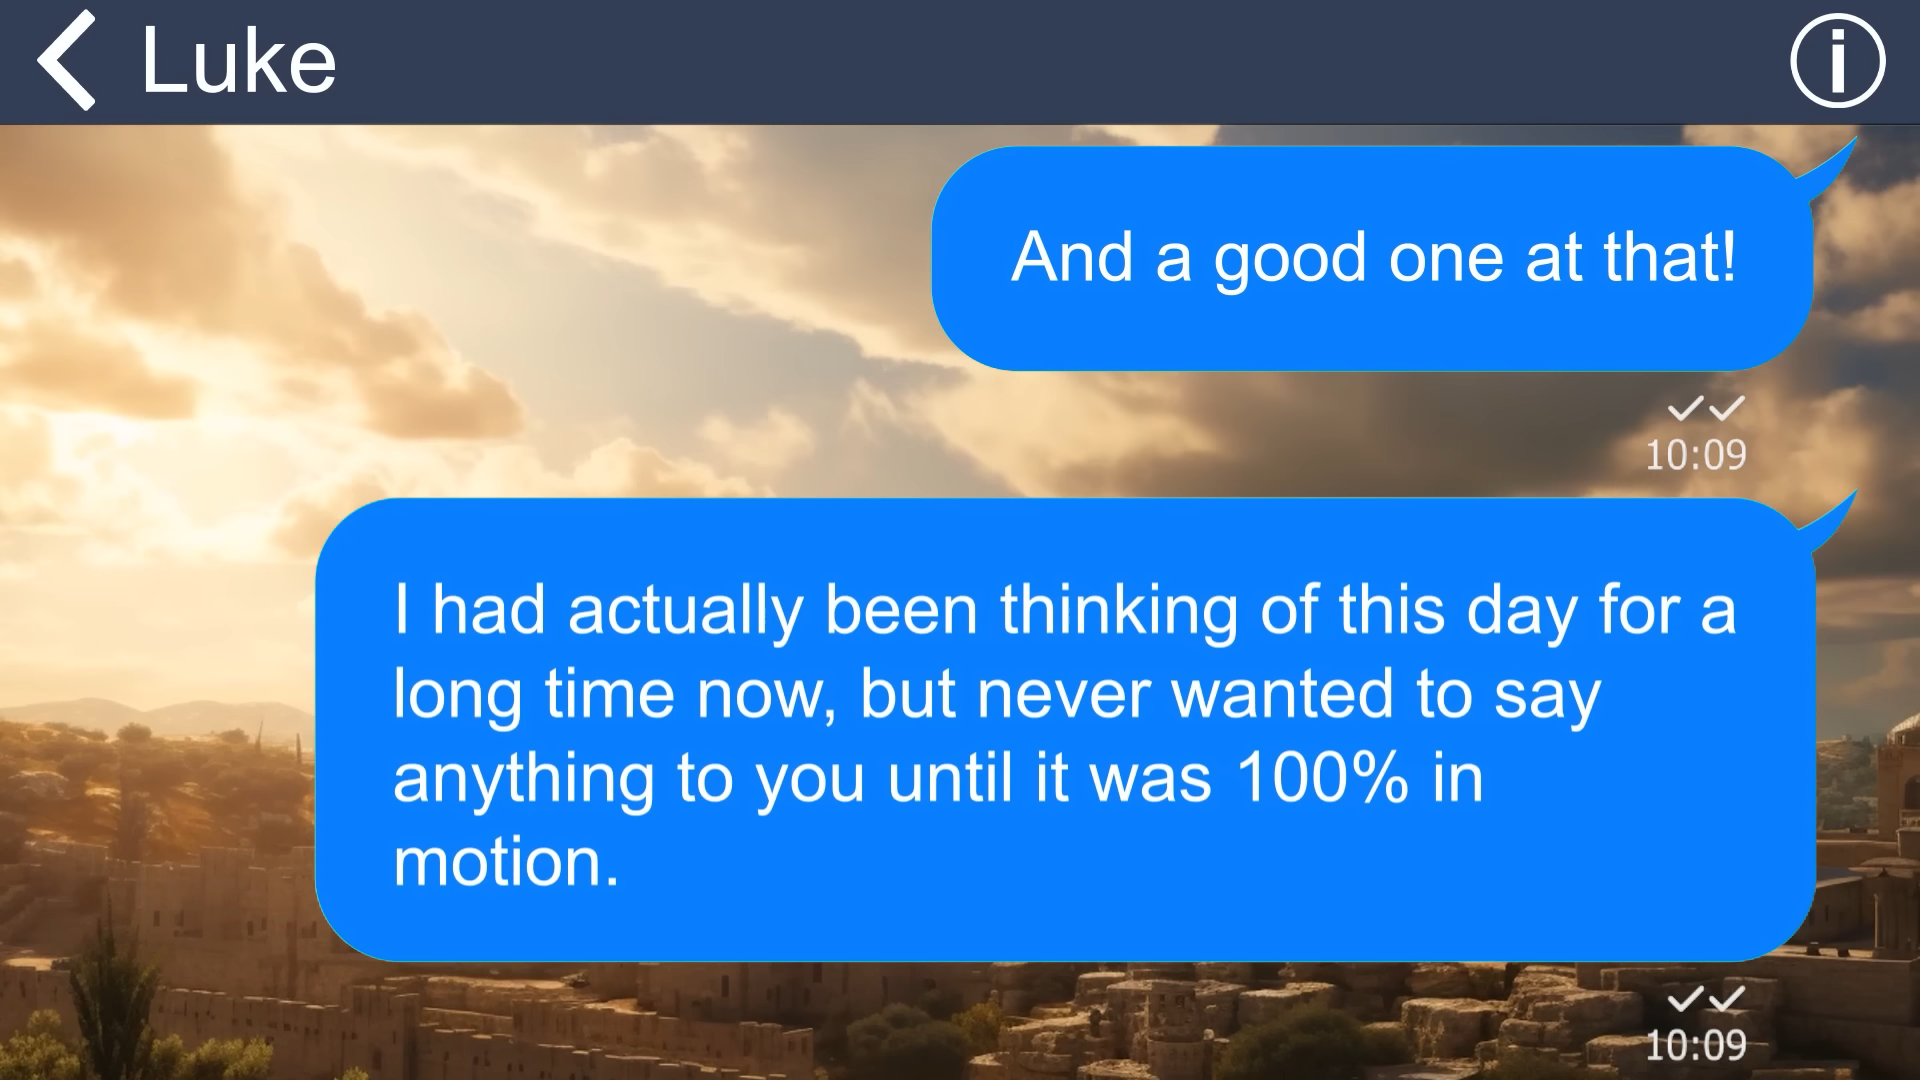 Luke
And a good one at that!
10:09
I had actually been thinking of this day for a
long time now, but never wanted to say
anything to you until it was 100% in
motion.
10:09